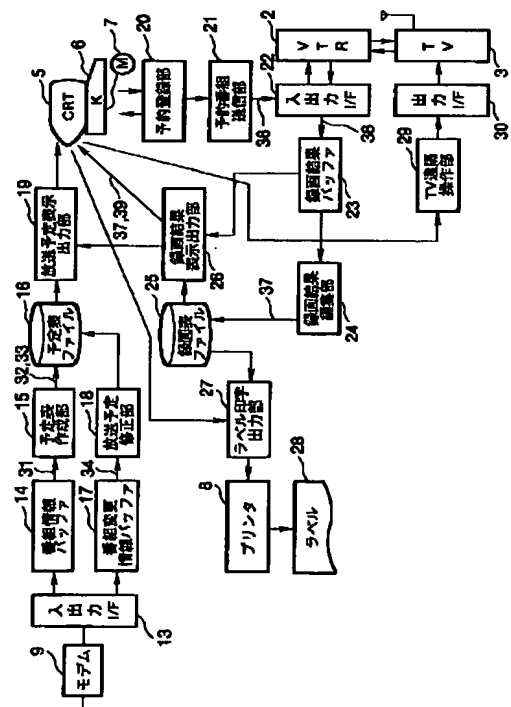 9
モデム
13
入出力
I/F
14
番組情報
バッファ
31
15
予定表
作成部
32,33
16
予定表
ファイル
19
放送予定表示
出力部
17
番組変更
情報バッファ
34
18
放送予定
修正部
5
CRT
6
K
7
M
20
予約登録部
21
予約番組
送信部
36
22
入出力
I/F
2
VTR
3
TV
38
23
録画結果
バッファ
24
録画結果
編集部
37
25
録画表
ファイル
26
録画結果
表示出力部
37,39
27
ラベル印字
出力部
8
プリンタ
28
ラベル
29
TV遠隔
操作部
30
出力
I/F